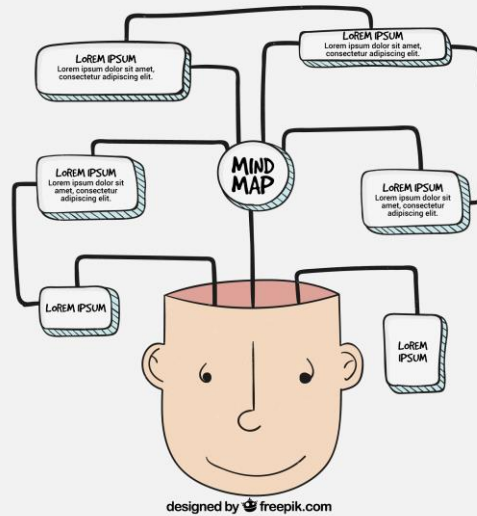 LOREM IPSUM
Lorem ipsum dolor sit amet,
consectetur adipiscing elit.
LOREM IPSUM
Lorem ipsum dolor sit amet,
consectetur adipiscing elit.
MIND
MAP
LOREM IPSUM
Lorem ipsum dolor sit
amet, consectetur
adipiscing elit.
LOREM IPSUM
Lorem ipsum dolor sit
amet, consectetur
adipiscing elit.
LOREM IPSUM
LOREM
IPSUM
designed by freepik.com